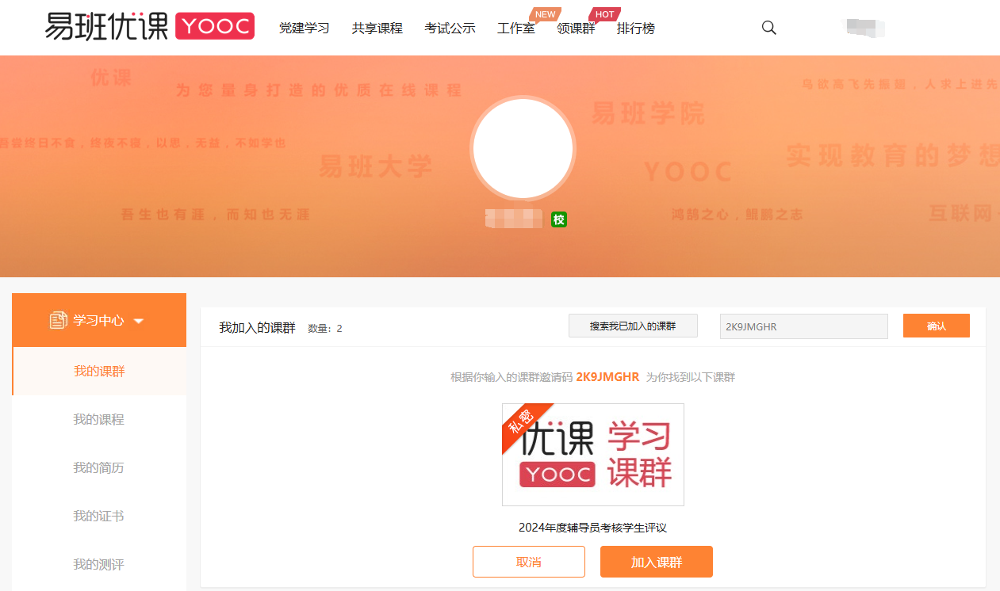 易班优课 YOOC 党建学习 共享课程 考试公示 工作室 NEW 领课群 HOT 排行榜
优课
为您量身打造的优质在线课程
鸟欲高飞先振翅，人求上进先
易班学院
吾尝终日不食，终夜不寝，以思，无益，不如学也
易班大学
YOOC
实现教育的梦想
吾生也有涯，而知也无涯
校
鸿鹄之心，鲲鹏之志
互联网
学习中心
我的课群
我的课程
我的简历
我的证书
我的测评
我加入的课群 数量：2 搜索我已加入的课群 2K9JMGHR 确认
根据你输入的课群邀请码 2K9JMGHR 为你找到以下课群
私密
优课 YOOC 学习课群
2024年度辅导员考核学生评议
取消 加入课群